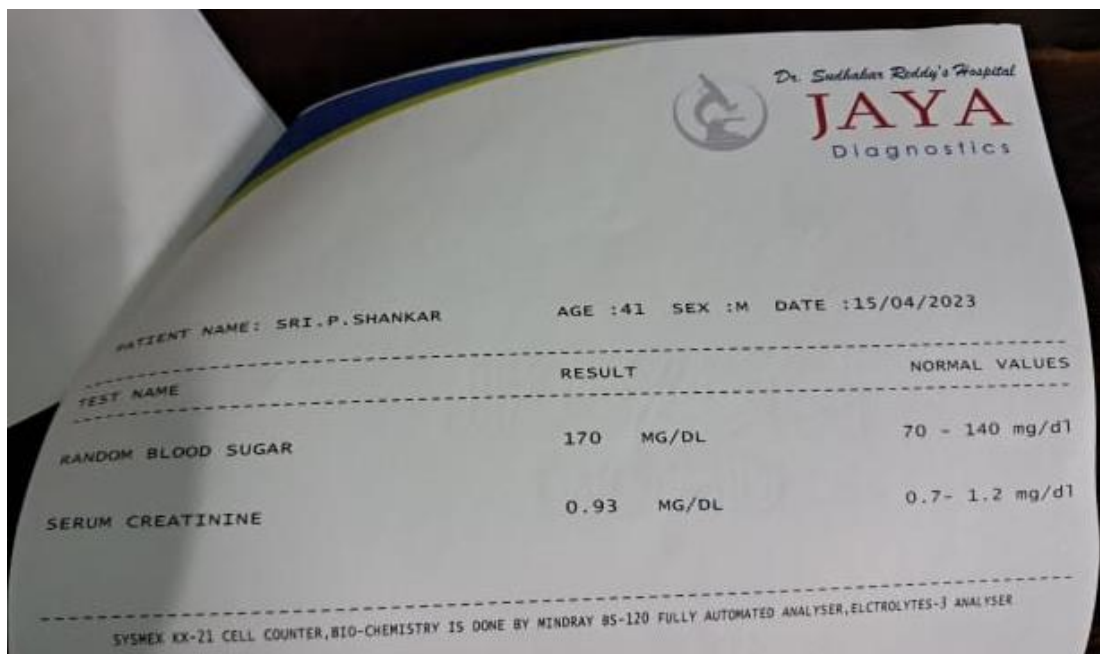 Dr. Sudhakar Reddy's Hospital
JAYA
Diagnostics
PATIENT NAME: SRI.P.SHANKAR AGE :41 SEX :M DATE :15/04/2023
TEST NAME RESULT NORMAL VALUES
RANDOM BLOOD SUGAR 170 MG/DL 70 - 140 mg/dl
SERUM CREATININE 0.93 MG/DL 0.7- 1.2 mg/dl
SYSMEX KX-21 CELL COUNTER,BIO-CHEMISTRY IS DONE BY MINDRAY BS-120 FULLY AUTOMATED ANALYSER,ELCTROLYTES-3 ANALYSER